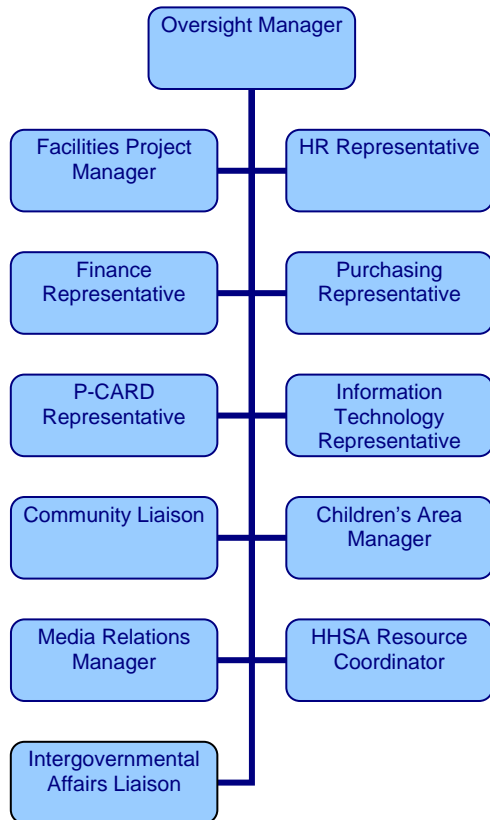 Oversight Manager
Facilities Project
Manager
HR Representative
Finance
Representative
Purchasing
Representative
P-CARD
Representative
Information
Technology
Representative
Community Liaison
Children's Area
Manager
Media Relations
Manager
HHSA Resource
Coordinator
Intergovernmental
Affairs Liaison